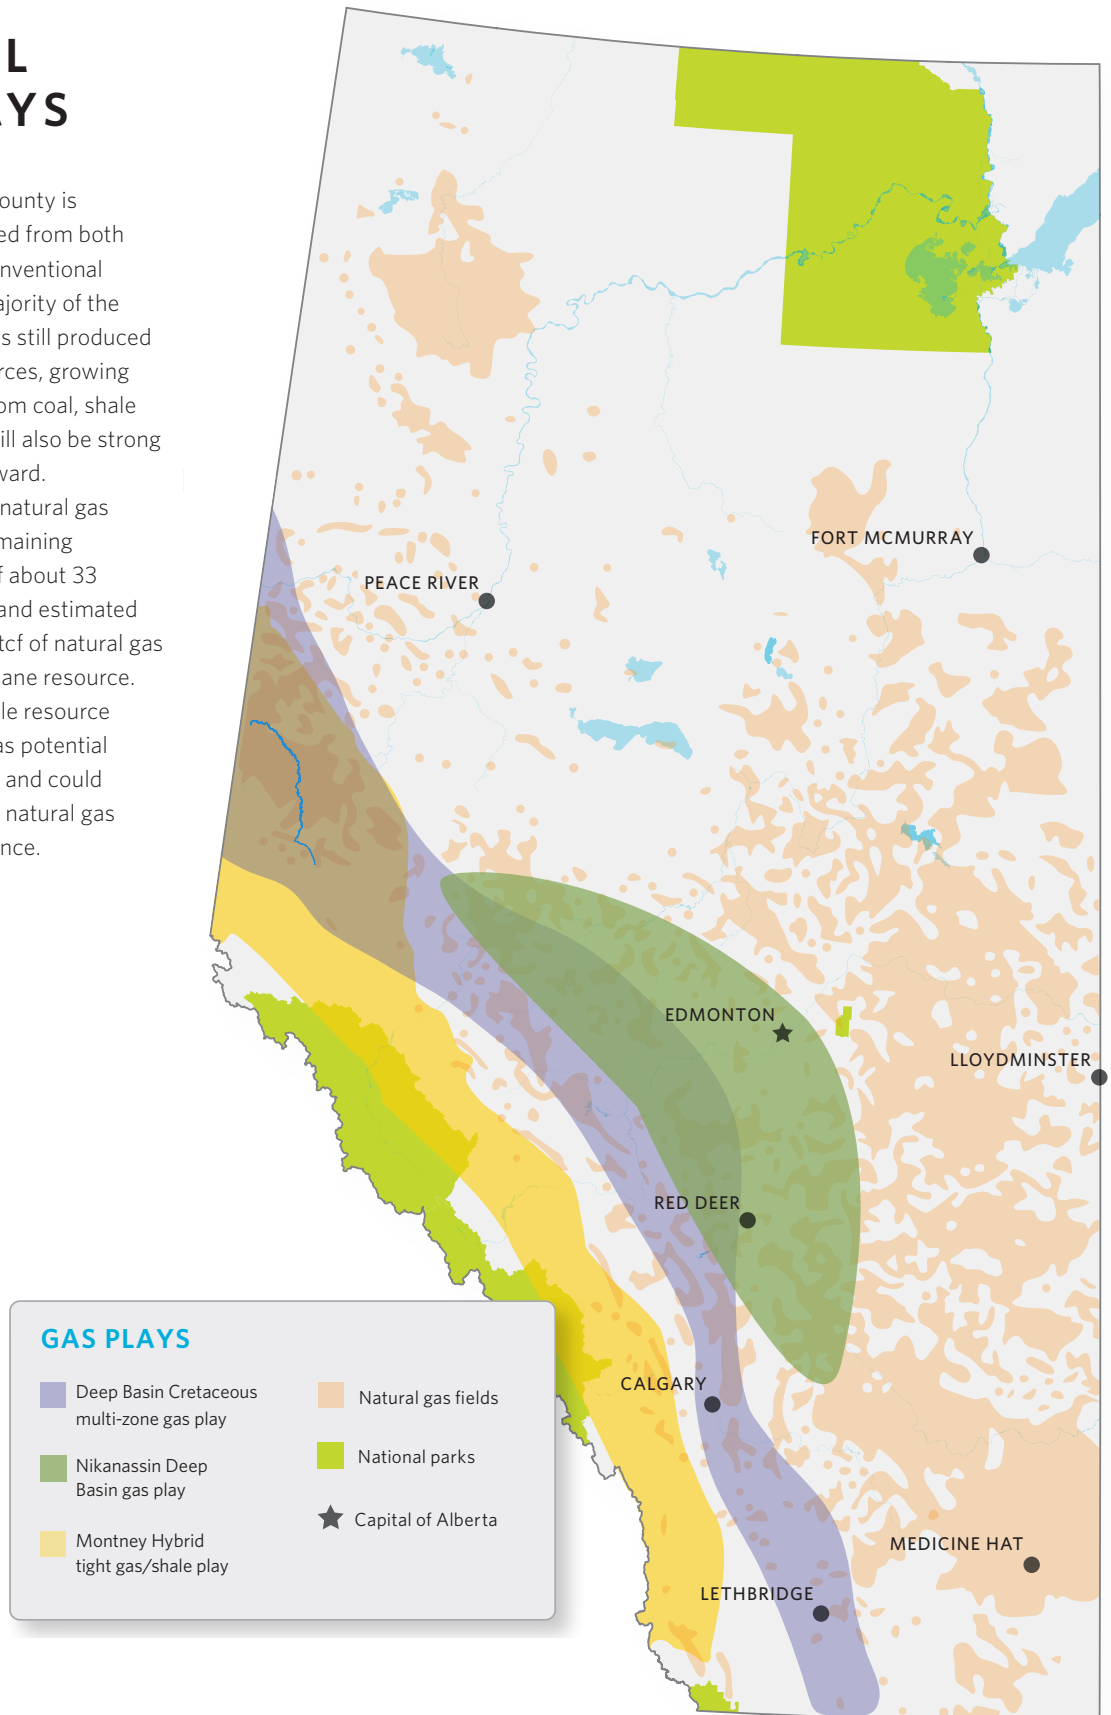 L
AYS
ounty is
ed from both
nventional
ajority of the
s still produced
rces, growing
om coal, shale
ill also be strong
ward.
natural gas
maining
f about 33
and estimated
tcf of natural gas
ane resource.
le resource
as potential
and could
natural gas
nce.
FORT MCMURRAY
PEACE RIVER
EDMONTON
LLOYDMINSTER
RED DEER
CALGARY
MEDICINE HAT
LETHBRIDGE
GAS PLAYS
Deep Basin Cretaceous
multi-zone gas play
Nikanassin Deep
Basin gas play
Montney Hybrid
tight gas/shale play
Natural gas fields
National parks
Capital of Alberta